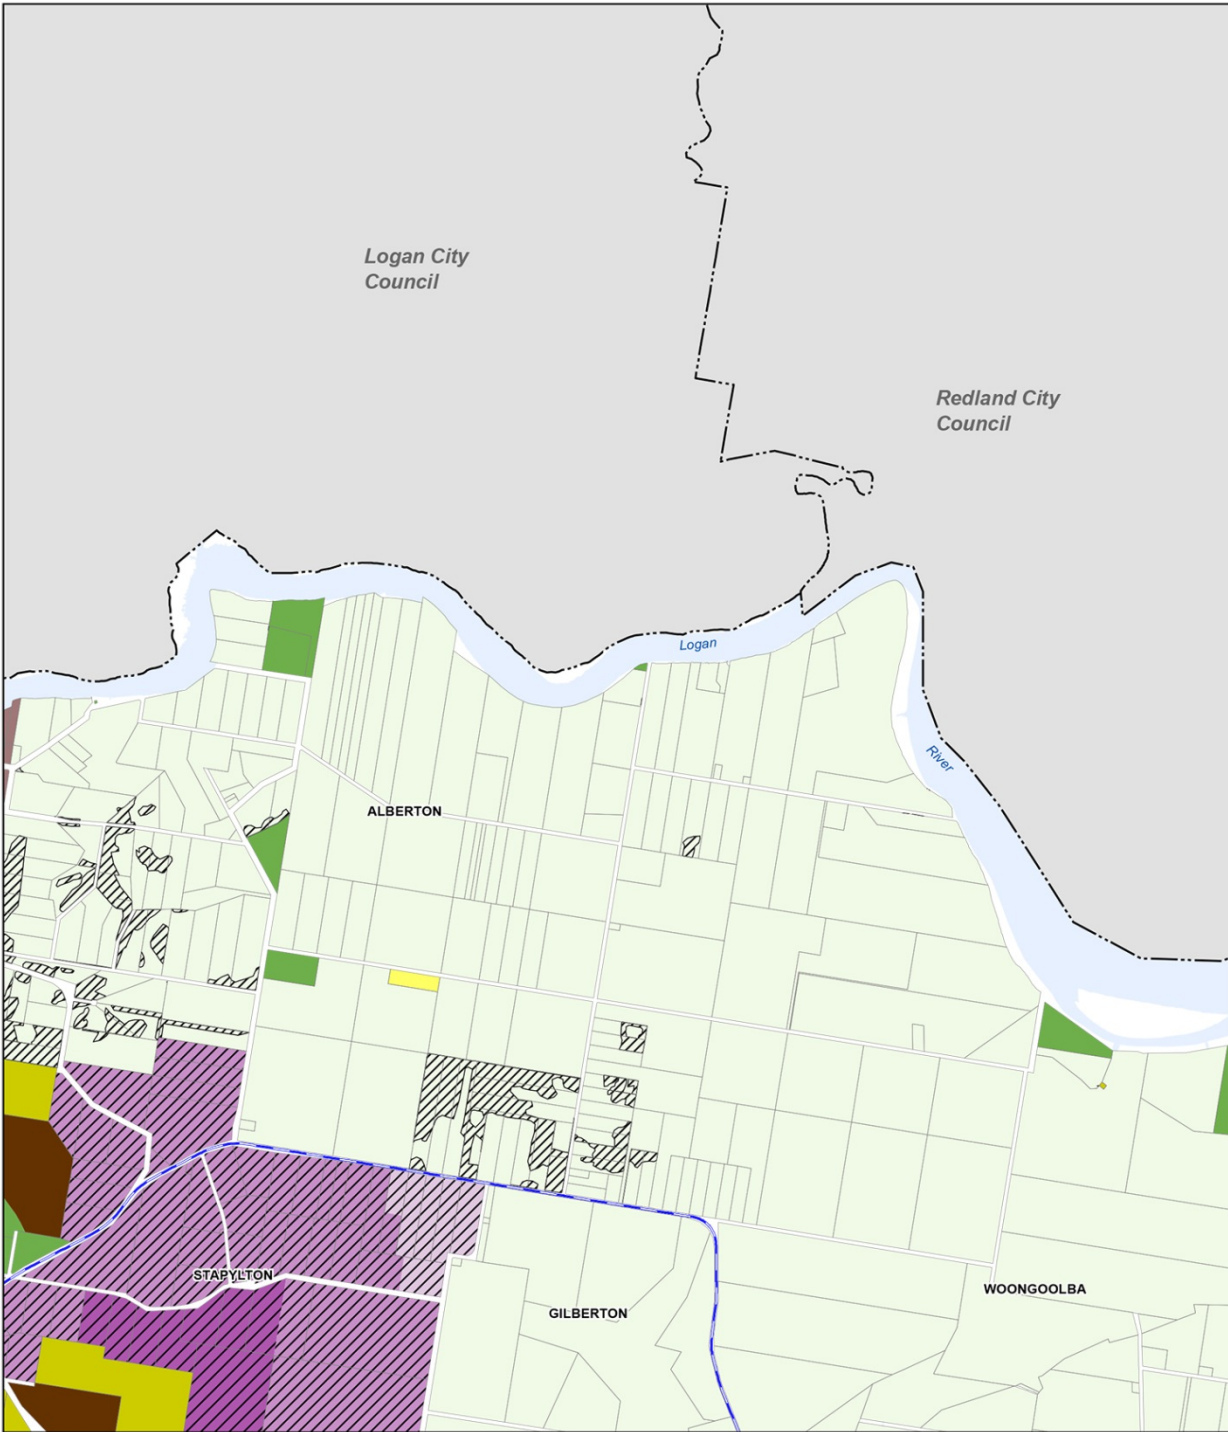 Logan City
Council
Redland City
Council
Logan
River
ALBERTON
STAPYLTON
WOONGOOLBA
GILBERTON